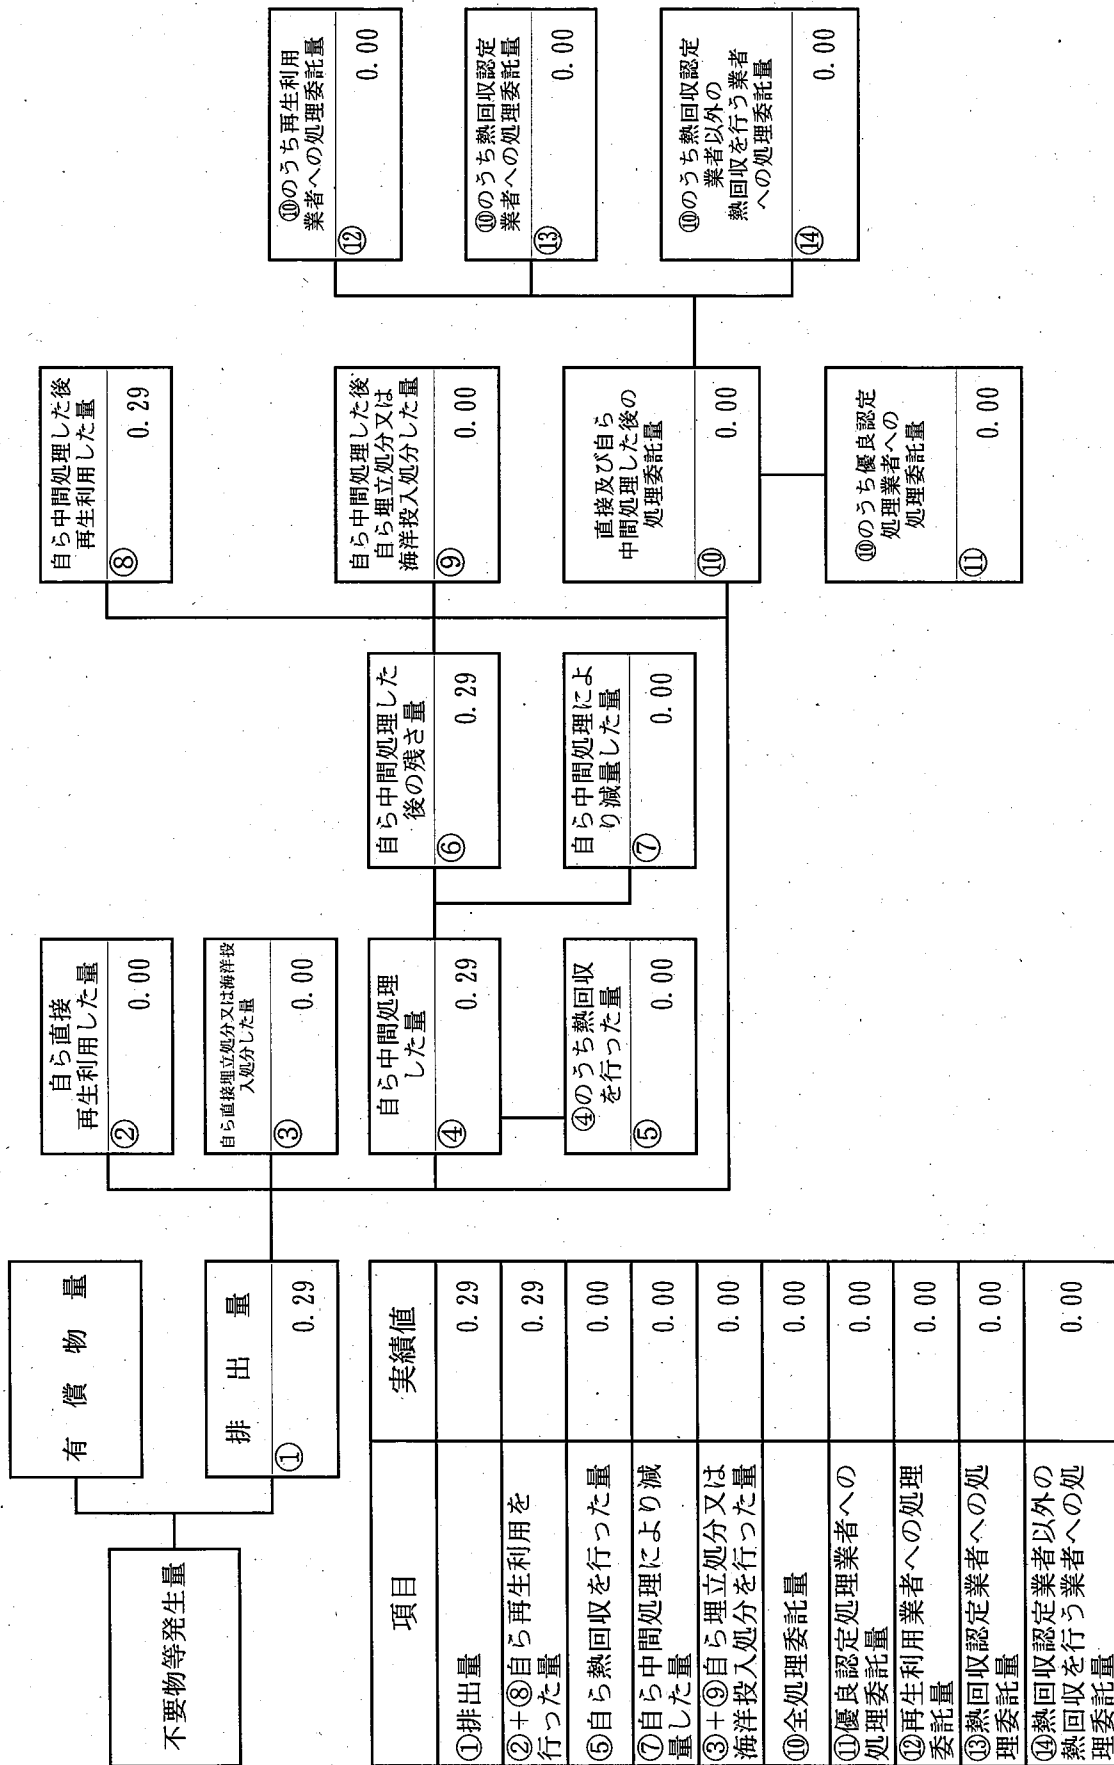 不要物等発生量
有償物量
排出量
①
0.29
自ら直接
再生利用した量
②
0.00
自ら直接埋立処分又は海洋投
入処分した量
③
0.00
自ら中間処理
した量
④
0.29
④のうち熱回収
を行った量
⑤
0.00
自ら中間処理した
後の残さ量
⑥
0.29
自ら中間処理によ
り減量した量
⑦
0.00
自ら中間処理した後
再生利用した量
⑧
0.29
自ら中間処理した後
自ら埋立処分又は
海洋投入処分した量
⑨
0.00
直接及び自ら
中間処理した後の
処理委託量
⑩
0.00
⑩のうち優良認定
処理業者への
処理委託量
⑪
0.00
⑩のうち再生利用
業者への処理委託量
⑫
0.00
⑩のうち熱回収認定
業者への処理委託量
⑬
0.00
⑩のうち熱回収認定
業者以外の
熱回収を行う業者
への処理委託量
⑭
0.00
項目 実績値
①排出量 0.29
②+⑧自ら再生利用を
行った量 0.29
⑤自ら熱回収を行った量 0.00
⑦自ら中間処理により減
量した量 0.00
③+⑨自ら埋立処分又は
海洋投入処分を行った量 0.00
⑩全処理委託量 0.00
⑪優良認定処理業者への
処理委託量 0.00
⑫再生利用業者への処理
委託量 0.00
⑬熱回収認定業者への処
理委託量 0.00
⑭熱回収認定業者以外の
熱回収を行う業者への処
理委託量 0.00